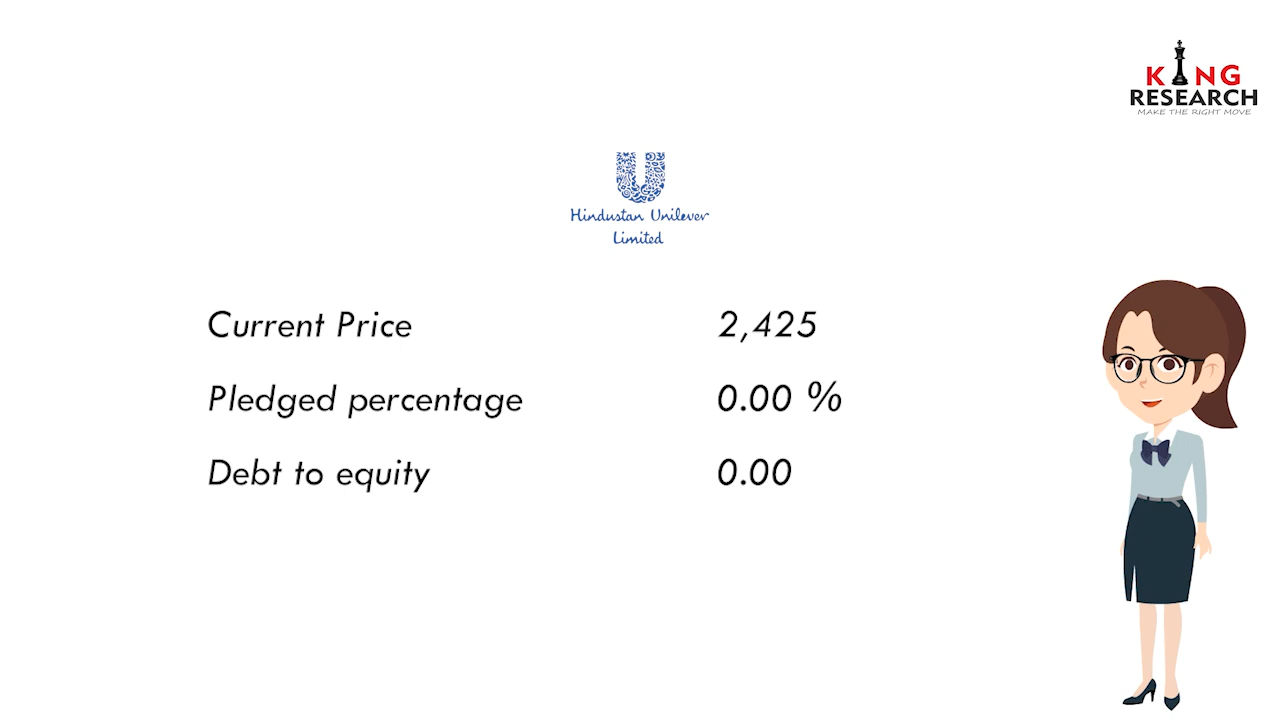 KING
RESEARCH
MAKE THE RIGHT MOVE
Hindustan Unilever
Limited
Current Price 2,425
Pledged percentage 0.00 %
Debt to equity 0.00